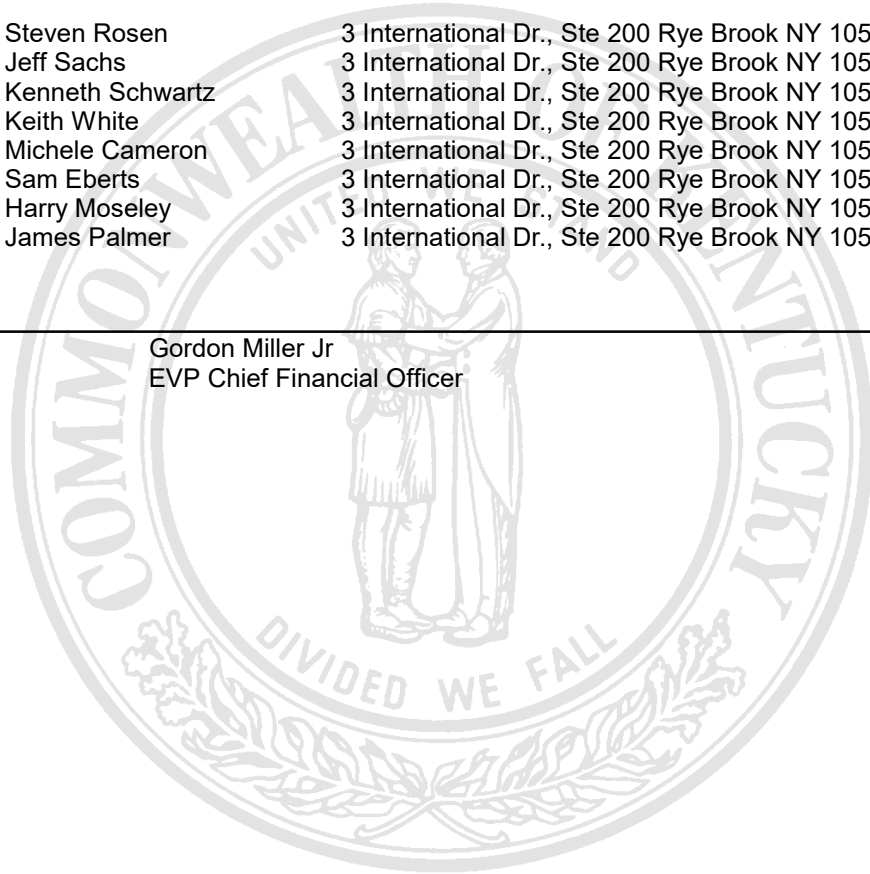 Steven Rosen 3 International Dr., Ste 200 Rye Brook NY 105
Jeff Sachs 3 International Dr., Ste 200 Rye Brook NY 105
Kenneth Schwartz 3 International Dr., Ste 200 Rye Brook NY 105
Keith White 3 International Dr., Ste 200 Rye Brook NY 105
Michele Cameron 3 International Dr., Ste 200 Rye Brook NY 105
Sam Eberts 3 International Dr., Ste 200 Rye Brook NY 105
Harry Moseley 3 International Dr., Ste 200 Rye Brook NY 105
James Palmer 3 International Dr., Ste 200 Rye Brook NY 105
Gordon Miller Jr
EVP Chief Financial Officer
COMMONWEALTH OF KENTUCKY
UNITED WE STAND
DIVIDED WE FALL